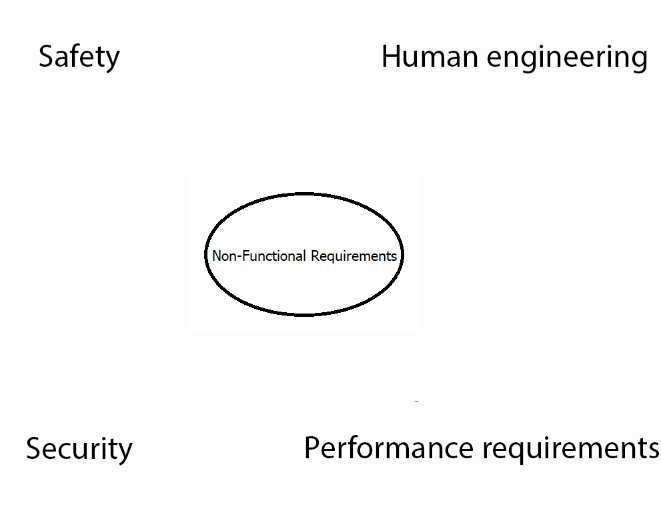 Safety
Human engineering
Non-Functional Requirements
Security
Performance requirements